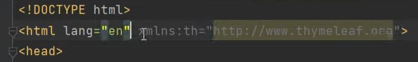 <!DOCTYPE html>
<html lang="en" xmlns:th="http://www.thymeleaf.org"
<head>